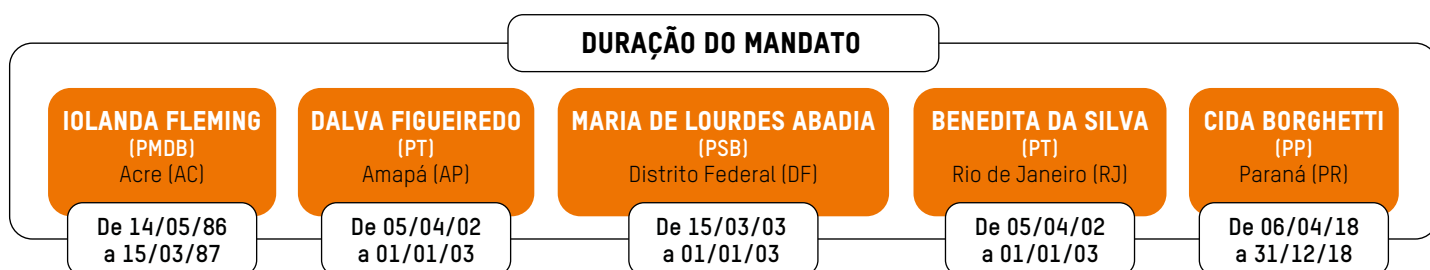 DURAÇÃO DO MANDATO
IOLANDA FLEMING
(PMDB)
Acre (AC)
De 14/05/86
a 15/03/87
DALVA FIGUEIREDO
(PT)
Amapá (AP)
De 05/04/02
a 01/01/03
MARIA DE LOURDES ABADIA
(PSB)
Distrito Federal (DF)
De 15/03/03
a 01/01/03
BENEDITA DA SILVA
(PT)
Rio de Janeiro (RJ)
De 05/04/02
a 01/01/03
CIDA BORGHETTI
(PP)
Paraná (PR)
De 06/04/18
a 31/12/18